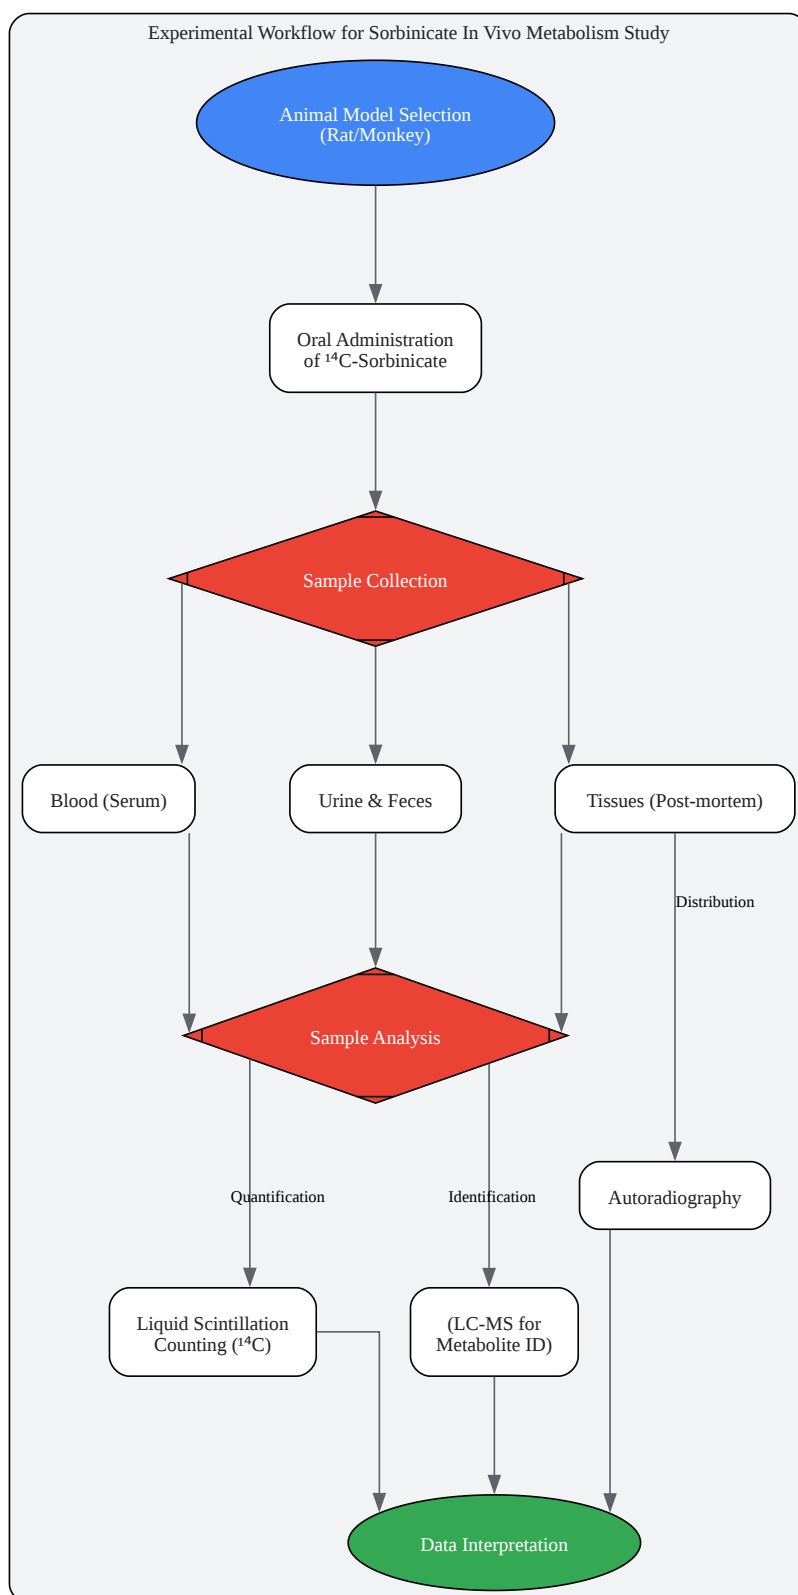 Experimental Workflow for Sorbinicate In Vivo Metabolism Study
Animal Model Selection
(Rat/Monkey)
Oral Administration
of ¹⁴C-Sorbinicate
Sample Collection
Blood (Serum)
Urine & Feces
Tissues (Post-mortem)
Distribution
Sample Analysis
Quantification
Identification
Autoradiography
Liquid Scintillation
Counting (¹⁴C)
(LC-MS for
Metabolite ID)
Data Interpretation